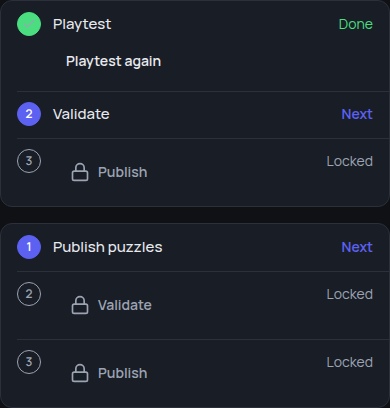 Playtest Done
Playtest again
2 Validate Next
3 Publish Locked
1 Publish puzzles Next
2 Validate Locked
3 Publish Locked